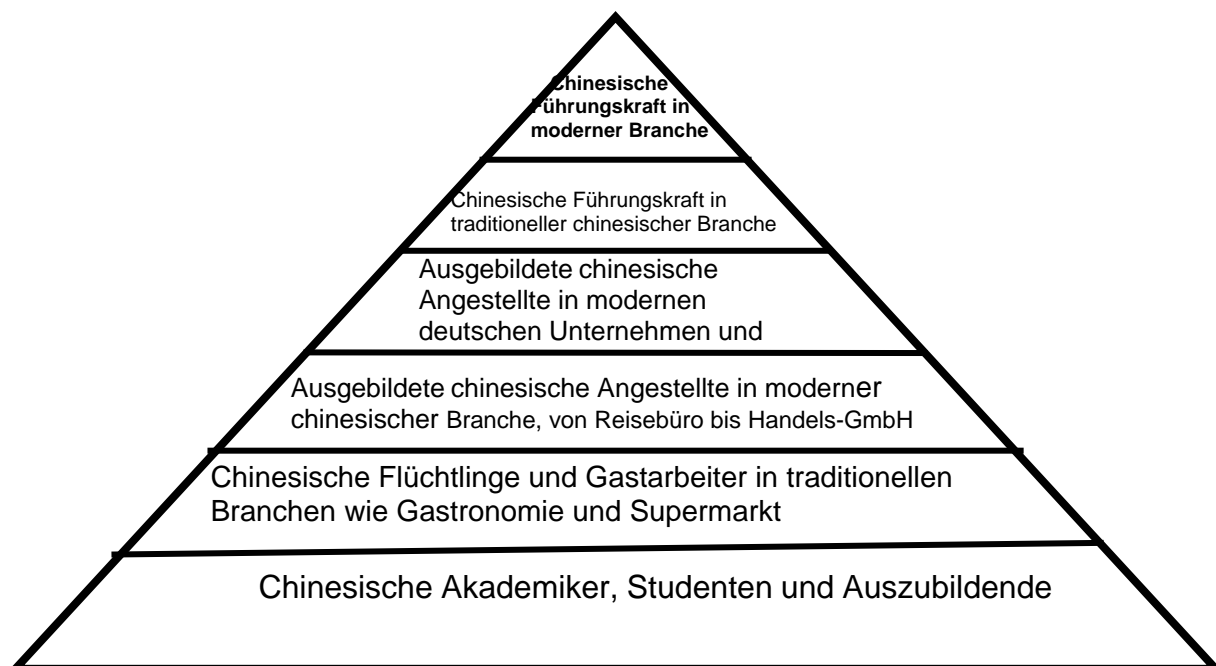 Chinesische
Führungskraft in
moderner Branche
Chinesische Führungskraft in
traditioneller chinesischer Branche
Ausgebildete chinesische
Angestellte in modernen
deutschen Unternehmen und
Ausgebildete chinesische Angestellte in moderner
chinesischer Branche, von Reisebüro bis Handels-GmbH
Chinesische Flüchtlinge und Gastarbeiter in traditionellen
Branchen wie Gastronomie und Supermarkt
Chinesische Akademiker, Studenten und Auszubildende